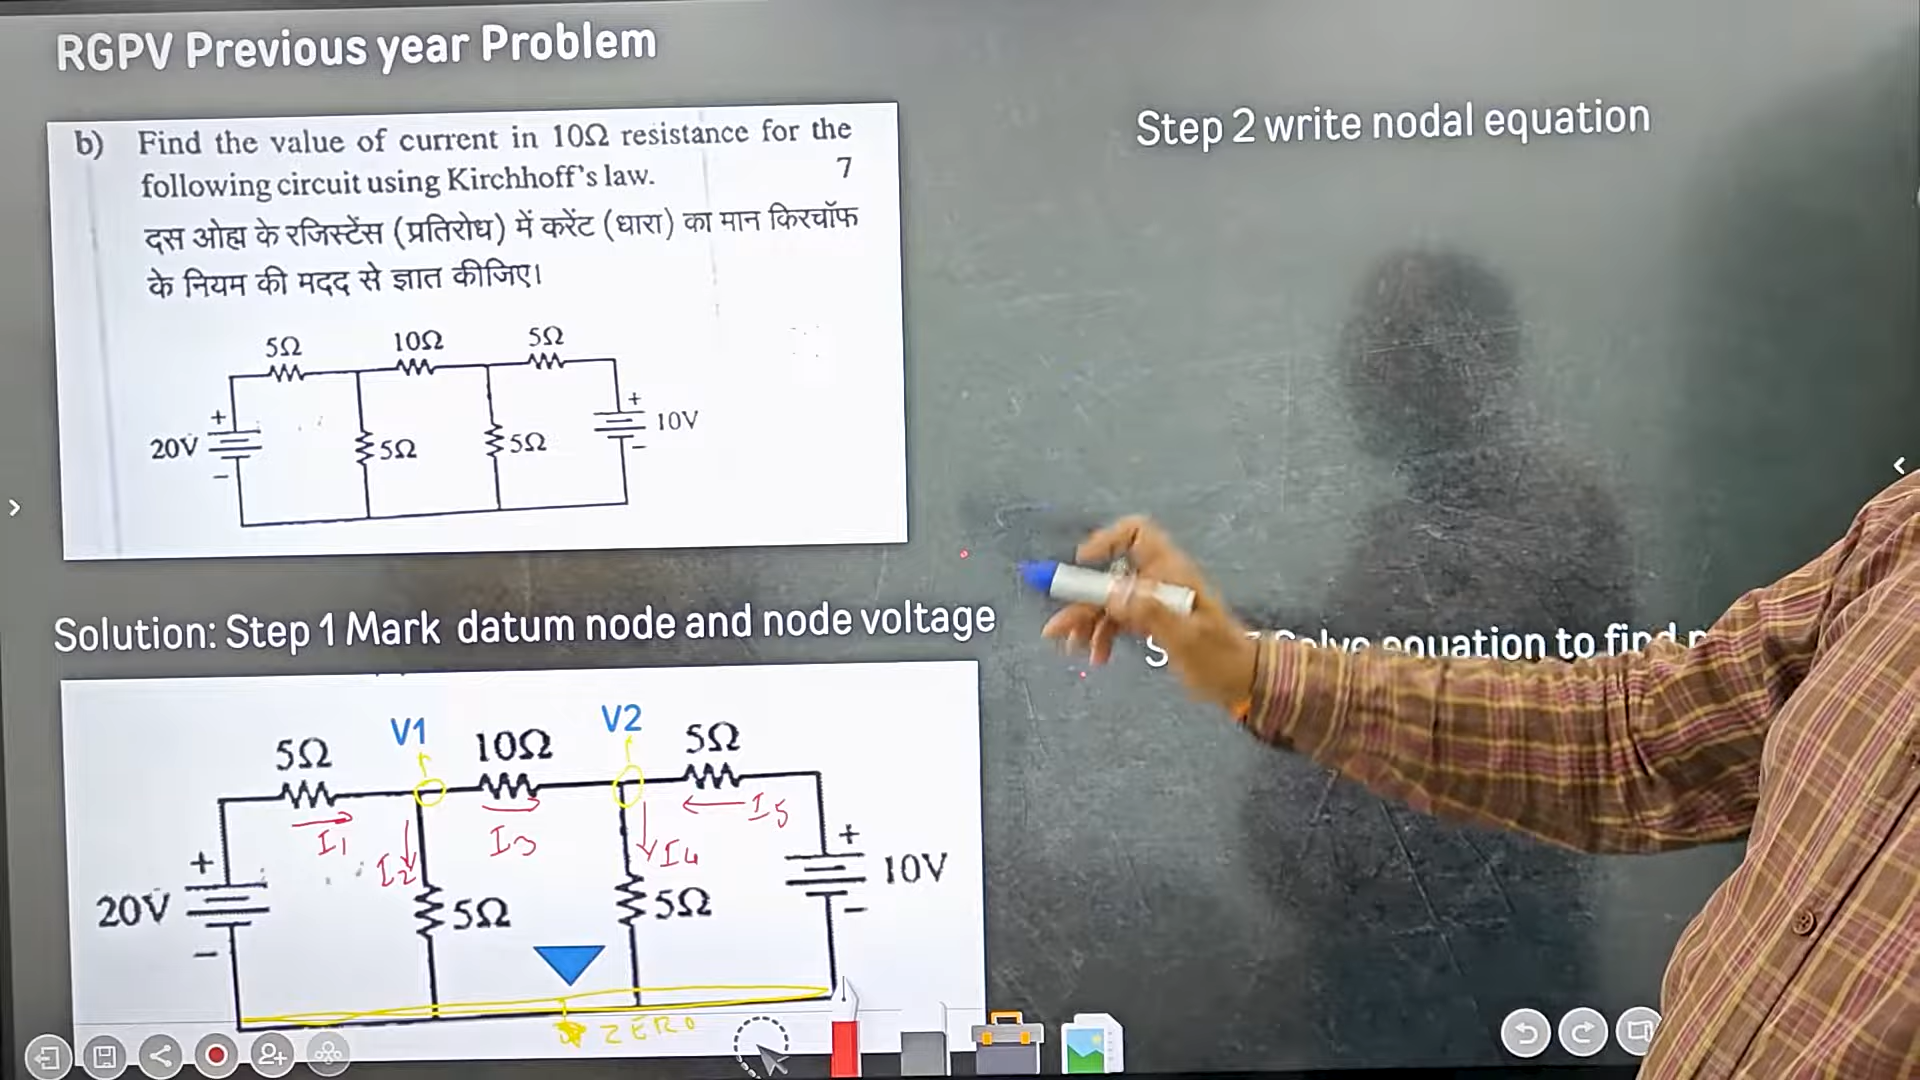 RGPV Previous year Problem
b) Find the value of current in 10Ω resistance for the
following circuit using Kirchhoff's law. 7
दस ओह्म के रजिस्टेंस (प्रतिरोध) में करेंट (धारा) का मान किरचॉफ
के नियम की मदद से ज्ञात कीजिए।
5Ω 10Ω 5Ω
+ +
20V 5Ω 5Ω 10V
- -
Solution: Step 1 Mark datum node and node voltage
V1 V2
5Ω 10Ω 5Ω
I1 I2 I3 I4 I5
+ +
20V 5Ω 5Ω 10V
- -
ZERO
Step 2 write nodal equation
equation to find